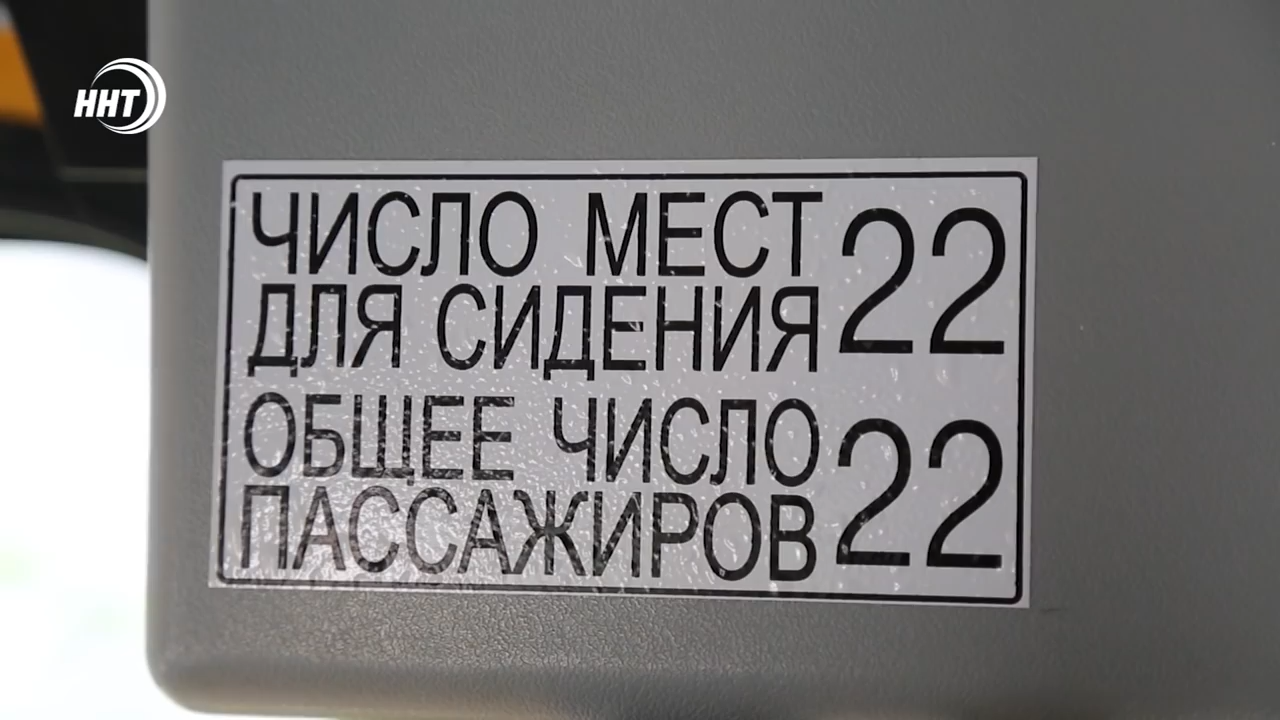 ННТ
ЧИСЛО МЕСТ
ДЛЯ СИДЕНИЯ 22
ОБЩЕЕ ЧИСЛО
ПАССАЖИРОВ 22